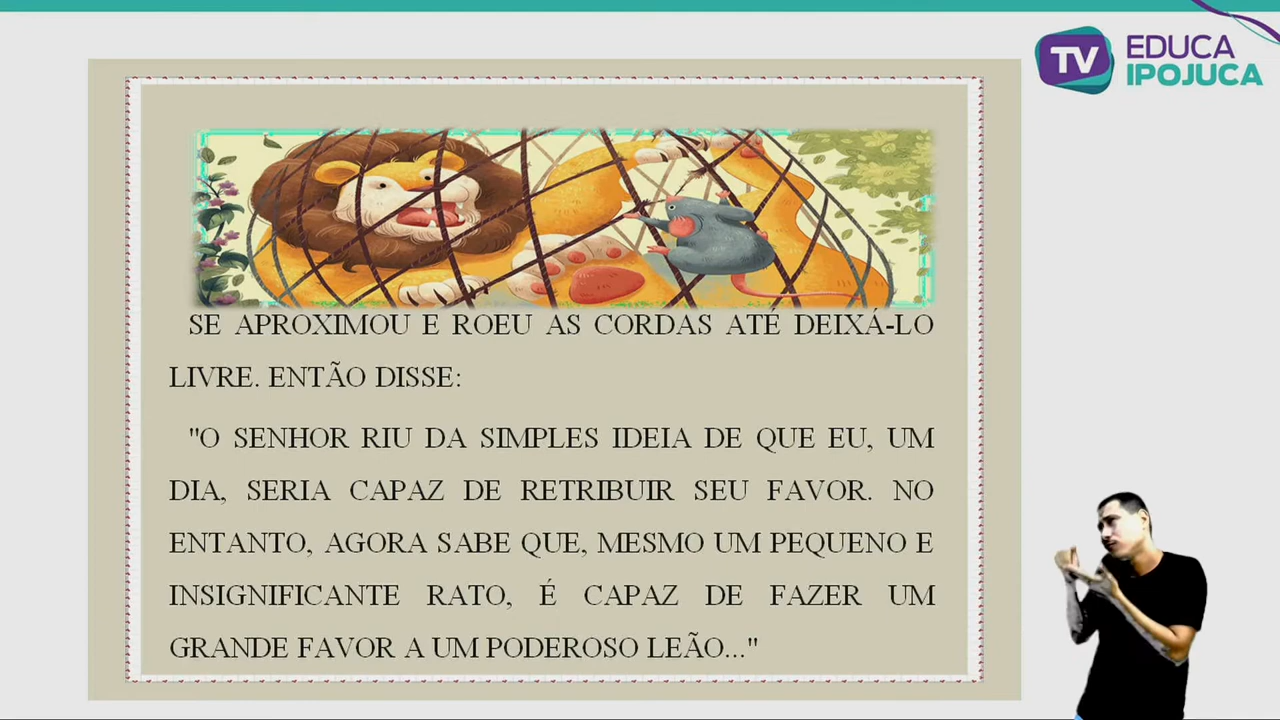 TV EDUCA
IPOJUCA
SE APROXIMOU E ROEU AS CORDAS ATÉ DEIXÁ-LO
LIVRE. ENTÃO DISSE:
"O SENHOR RIU DA SIMPLES IDEIA DE QUE EU, UM
DIA, SERIA CAPAZ DE RETRIBUIR SEU FAVOR. NO
ENTANTO, AGORA SABE QUE, MESMO UM PEQUENO E
INSIGNIFICANTE RATO, É CAPAZ DE FAZER UM
GRANDE FAVOR A UM PODEROSO LEÃO..."